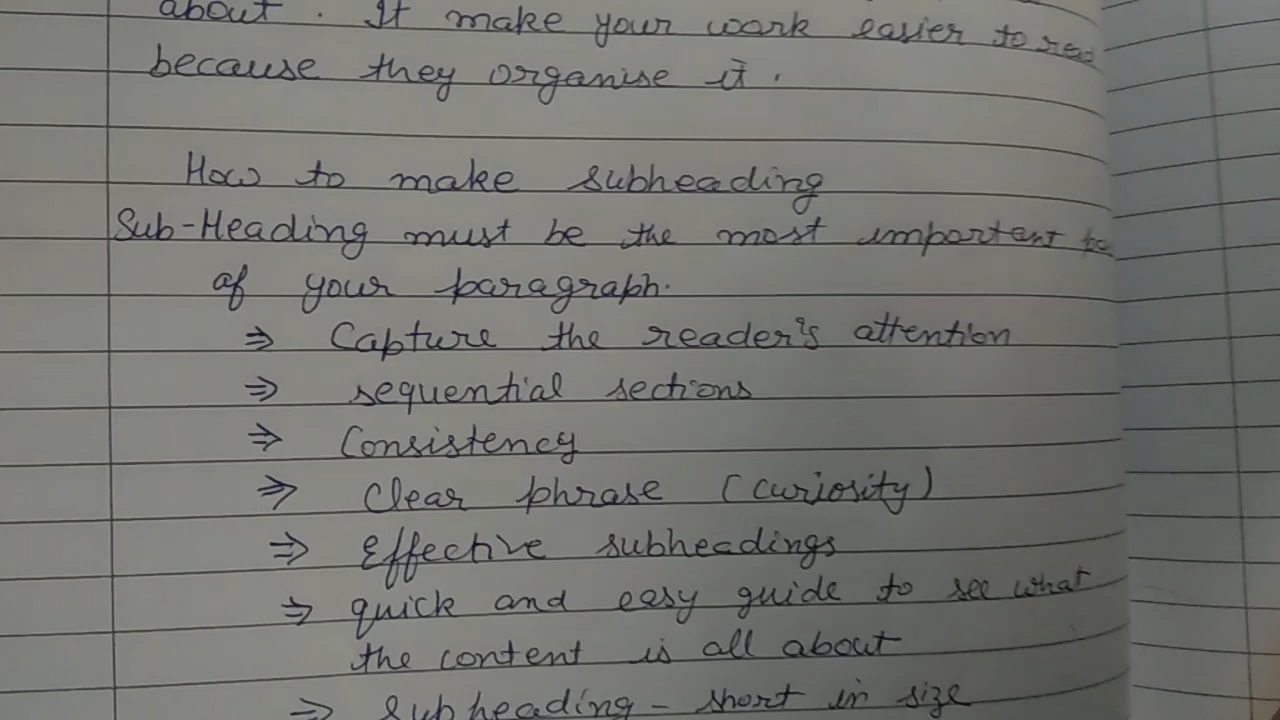 about. It make your work easier to
because they organise it.
How to make subheading
Sub-Heading must be the most importent
of your paragraph.
⇒ Capture the reader's attention
⇒ sequential sections
⇒ Consistency
⇒ Clear phrase (curiosity)
⇒ Effective subheadings
⇒ quick and easy guide to see what
the content is all about
⇒ Subheading - short in size